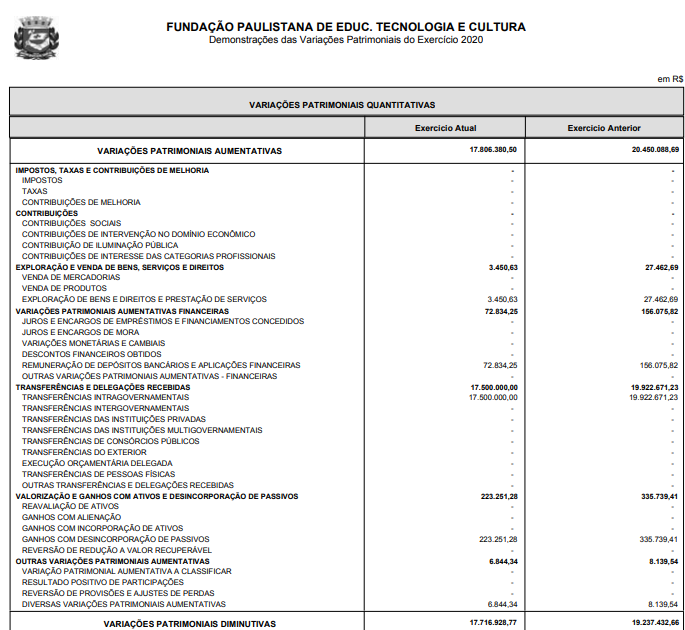 FUNDAÇÃO PAULISTANA DE EDUC. TECNOLOGIA E CULTURA
Demonstrações das Variações Patrimoniais do Exercício 2020
em R$
VARIAÇÕES PATRIMONIAIS QUANTITATIVAS
Exercício Atual Exercício Anterior
VARIAÇÕES PATRIMONIAIS AUMENTATIVAS 17.806.380,50 20.450.088,69
IMPOSTOS, TAXAS E CONTRIBUIÇÕES DE MELHORIA - -
IMPOSTOS - -
TAXAS - -
CONTRIBUIÇÕES DE MELHORIA - -
CONTRIBUIÇÕES - -
CONTRIBUIÇÕES SOCIAIS - -
CONTRIBUIÇÕES DE INTERVENÇÃO NO DOMÍNIO ECONÔMICO - -
CONTRIBUIÇÃO DE ILUMINAÇÃO PÚBLICA - -
CONTRIBUIÇÕES DE INTERESSE DAS CATEGORIAS PROFISSIONAIS - -
EXPLORAÇÃO E VENDA DE BENS, SERVIÇOS E DIREITOS 3.450,63 27.462,69
VENDA DE MERCADORIAS - -
VENDA DE PRODUTOS - -
EXPLORAÇÃO DE BENS E DIREITOS E PRESTAÇÃO DE SERVIÇOS 3.450,63 27.462,69
VARIAÇÕES PATRIMONIAIS AUMENTATIVAS FINANCEIRAS 72.834,25 156.075,82
JUROS E ENCARGOS DE EMPRÉSTIMOS E FINANCIAMENTOS CONCEDIDOS - -
JUROS E ENCARGOS DE MORA - -
VARIAÇÕES MONETÁRIAS E CAMBIAIS - -
DESCONTOS FINANCEIROS OBTIDOS - -
REMUNERAÇÃO DE DEPÓSITOS BANCÁRIOS E APLICAÇÕES FINANCEIRAS 72.834,25 156.075,82
OUTRAS VARIAÇÕES PATRIMONIAIS AUMENTATIVAS - FINANCEIRAS - -
TRANSFERÊNCIAS E DELEGAÇÕES RECEBIDAS 17.500.000,00 19.922.671,23
TRANSFERÊNCIAS INTRAGOVERNAMENTAIS 17.500.000,00 19.922.671,23
TRANSFERÊNCIAS INTERGOVERNAMENTAIS - -
TRANSFERÊNCIAS DAS INSTITUIÇÕES PRIVADAS - -
TRANSFERÊNCIAS DAS INSTITUIÇÕES MULTIGOVERNAMENTAIS - -
TRANSFERÊNCIAS DE CONSÓRCIOS PÚBLICOS - -
TRANSFERÊNCIAS DO EXTERIOR - -
EXECUÇÃO ORÇAMENTÁRIA DELEGADA - -
TRANSFERÊNCIAS DE PESSOAS FÍSICAS - -
OUTRAS TRANSFERÊNCIAS E DELEGAÇÕES RECEBIDAS - -
VALORIZAÇÃO E GANHOS COM ATIVOS E DESINCORPORAÇÃO DE PASSIVOS 223.251,28 335.739,41
REAVALIAÇÃO DE ATIVOS - -
GANHOS COM ALIENAÇÃO - -
GANHOS COM INCORPORAÇÃO DE ATIVOS - -
GANHOS COM DESINCORPORAÇÃO DE PASSIVOS 223.251,28 335.739,41
REVERSÃO DE REDUÇÃO A VALOR RECUPERÁVEL - -
OUTRAS VARIAÇÕES PATRIMONIAIS AUMENTATIVAS 6.844,34 8.139,54
VARIAÇÃO PATRIMONIAL AUMENTATIVA A CLASSIFICAR - -
RESULTADO POSITIVO DE PARTICIPAÇÕES - -
REVERSÃO DE PROVISÕES E AJUSTES DE PERDAS - -
DIVERSAS VARIAÇÕES PATRIMONIAIS AUMENTATIVAS 6.844,34 8.139,54
VARIAÇÕES PATRIMONIAIS DIMINUTIVAS 17.716.928,77 19.237.432,66